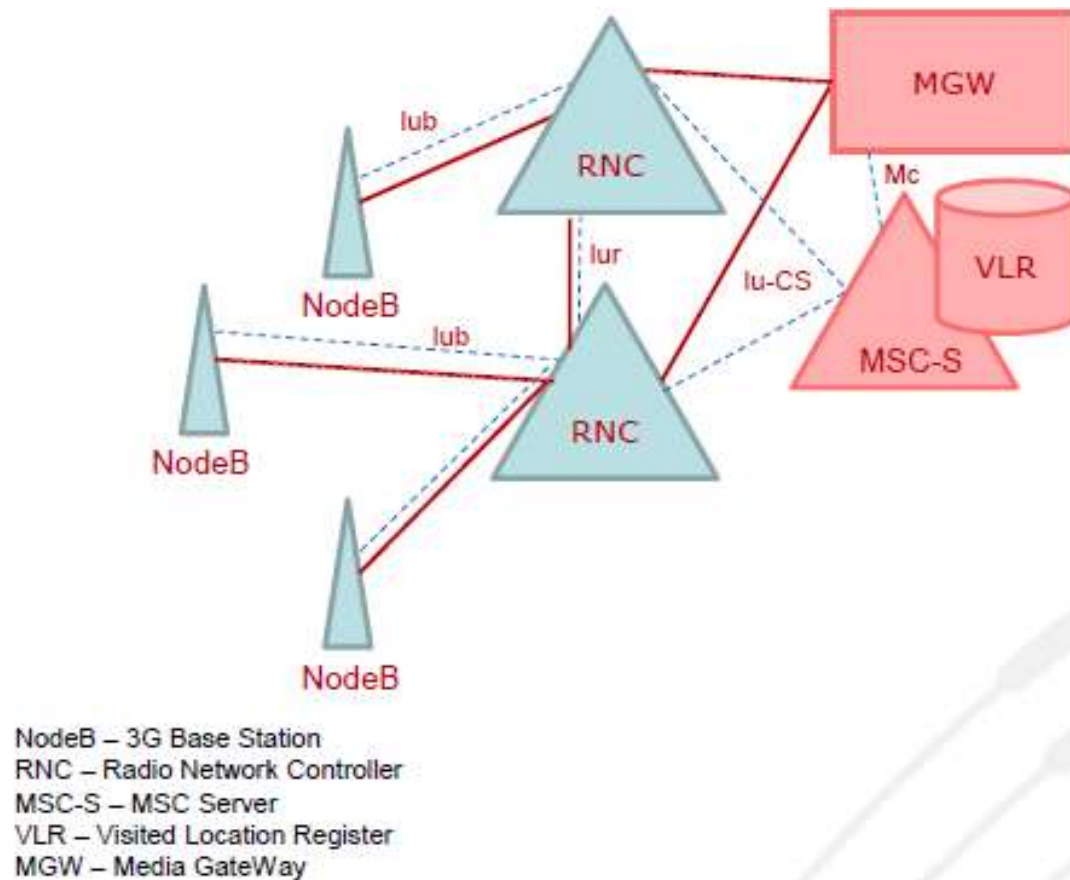 MGW
Iub
RNC
Mc
NodeB
Iur
VLR
Iu-CS
Iub
MSC-S
RNC
NodeB
NodeB
NodeB – 3G Base Station
RNC – Radio Network Controller
MSC-S – MSC Server
VLR – Visited Location Register
MGW – Media GateWay